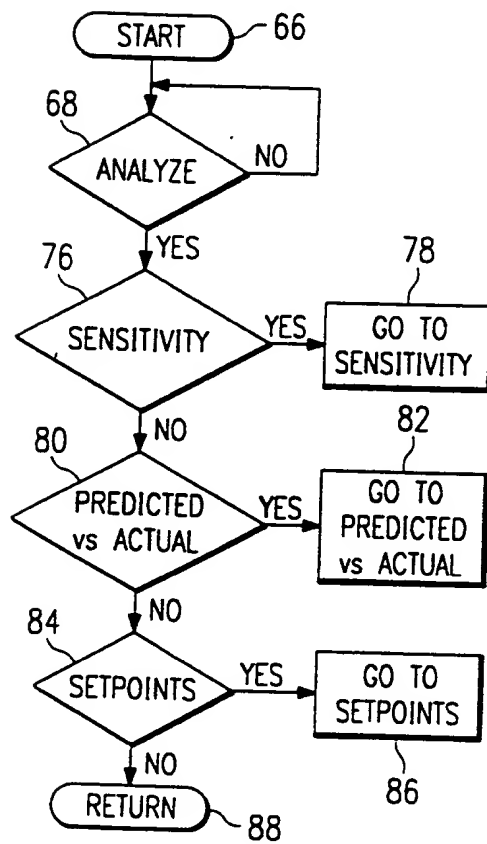 START
66
68
ANALYZE
NO
YES
76
78
SENSITIVITY
YES
GO TO
SENSITIVITY
NO
80
82
PREDICTED
vs ACTUAL
YES
GO TO
PREDICTED
vs ACTUAL
NO
84
SETPOINTS
YES
GO TO
SETPOINTS
NO
86
RETURN
88